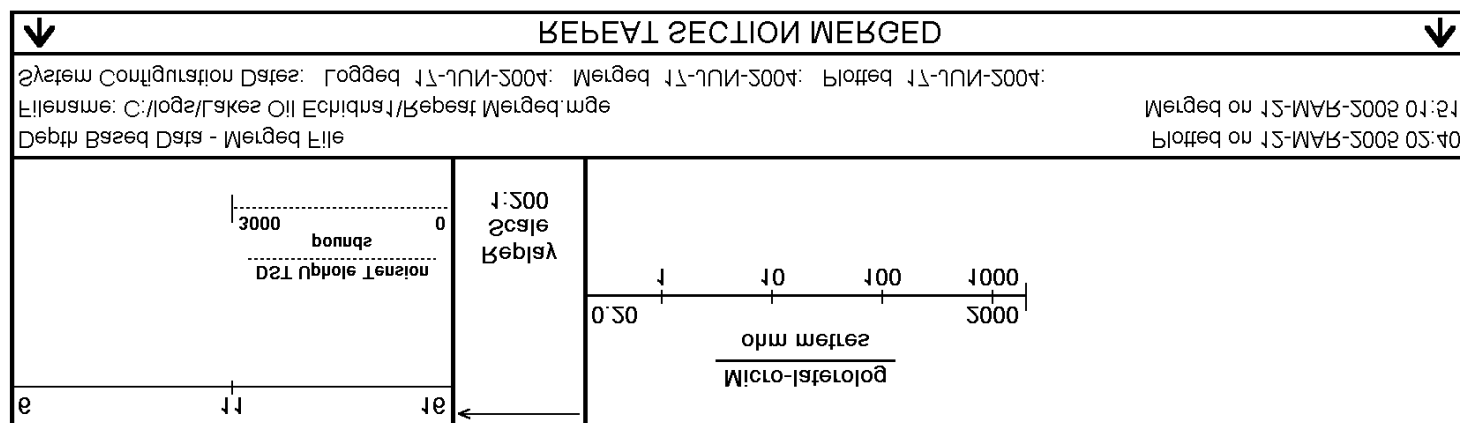 6 11 16
Micro-laterolog
ohm metres
0.20 2000
1 10 100 1000
DST Uphole Tension
pounds
3000 0
Replay
Scale
1:200
Depth Based Data - Merged File Plotted on 12-MAR-2005 02:40
Filename: C:\logs\Lakes Oil Echidna1\Repeat Merged.mge Merged on 12-MAR-2005 01:51
System Configuration Dates: Logged 17-JUN-2004: Merged 17-JUN-2004: Plotted 17-JUN-2004:
REPEAT SECTION MERGED